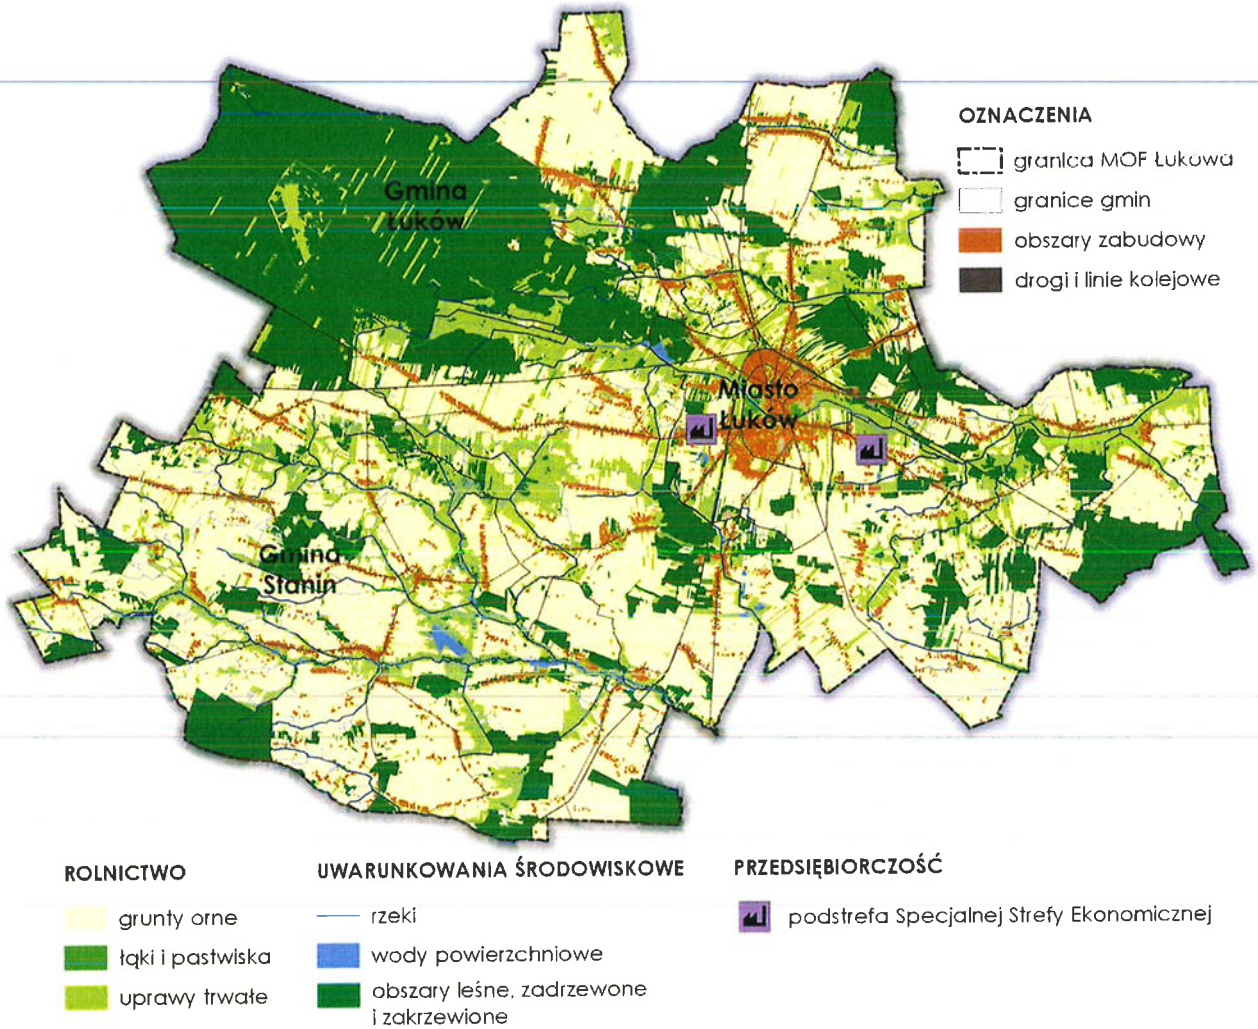 Gmina
Łuków
Miasto
Łuków
Gmina
Stanin
OZNACZENIA
granica MOF Łukowa
granice gmin
obszary zabudowy
drogi i linie kolejowe
ROLNICTWO
grunty orne
łąki i pastwiska
uprawy trwałe
UWARUNKOWANIA ŚRODOWISKOWE
rzeki
wody powierzchniowe
obszary leśne, zadrzewone
i zakrzewione
PRZEDSIĘBIORCZOŚĆ
podstrefa Specjalnej Strefy Ekonomicznej